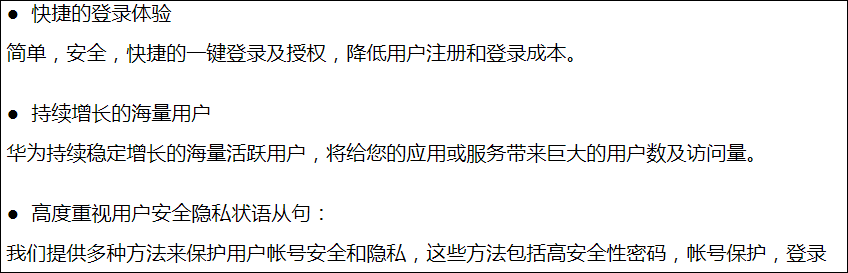 ● 快捷的登录体验
简单，安全，快捷的一键登录及授权，降低用户注册和登录成本。
● 持续增长的海量用户
华为持续稳定增长的海量活跃用户，将给您的应用或服务带来巨大的用户数及访问量。
● 高度重视用户安全隐私状语从句：
我们提供多种方法来保护用户帐号安全和隐私，这些方法包括高安全性密码，帐号保护，登录